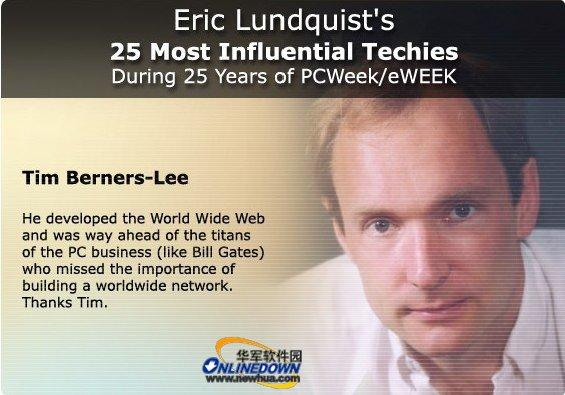 Eric Lundquist's
25 Most Influential Techies
During 25 Years of PCWeek/eWEEK
Tim Berners-Lee
He developed the World Wide Web
and was way ahead of the titans
of the PC business (like Bill Gates)
who missed the importance of
building a worldwide network.
Thanks Tim.
华军软件园
ONLINEDOWN
www.newhua.com